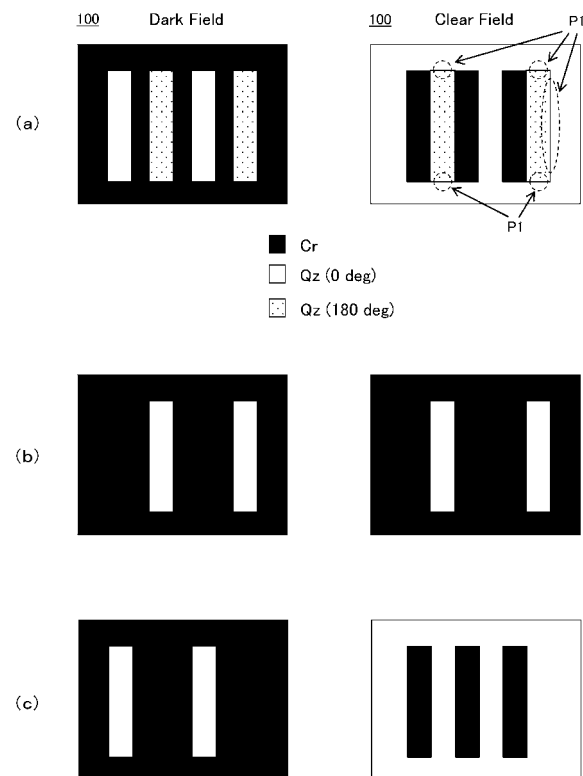 100 Dark Field
100 Clear Field
P1
(a)
P1
Cr
Qz (0 deg)
Qz (180 deg)
(b)
(c)